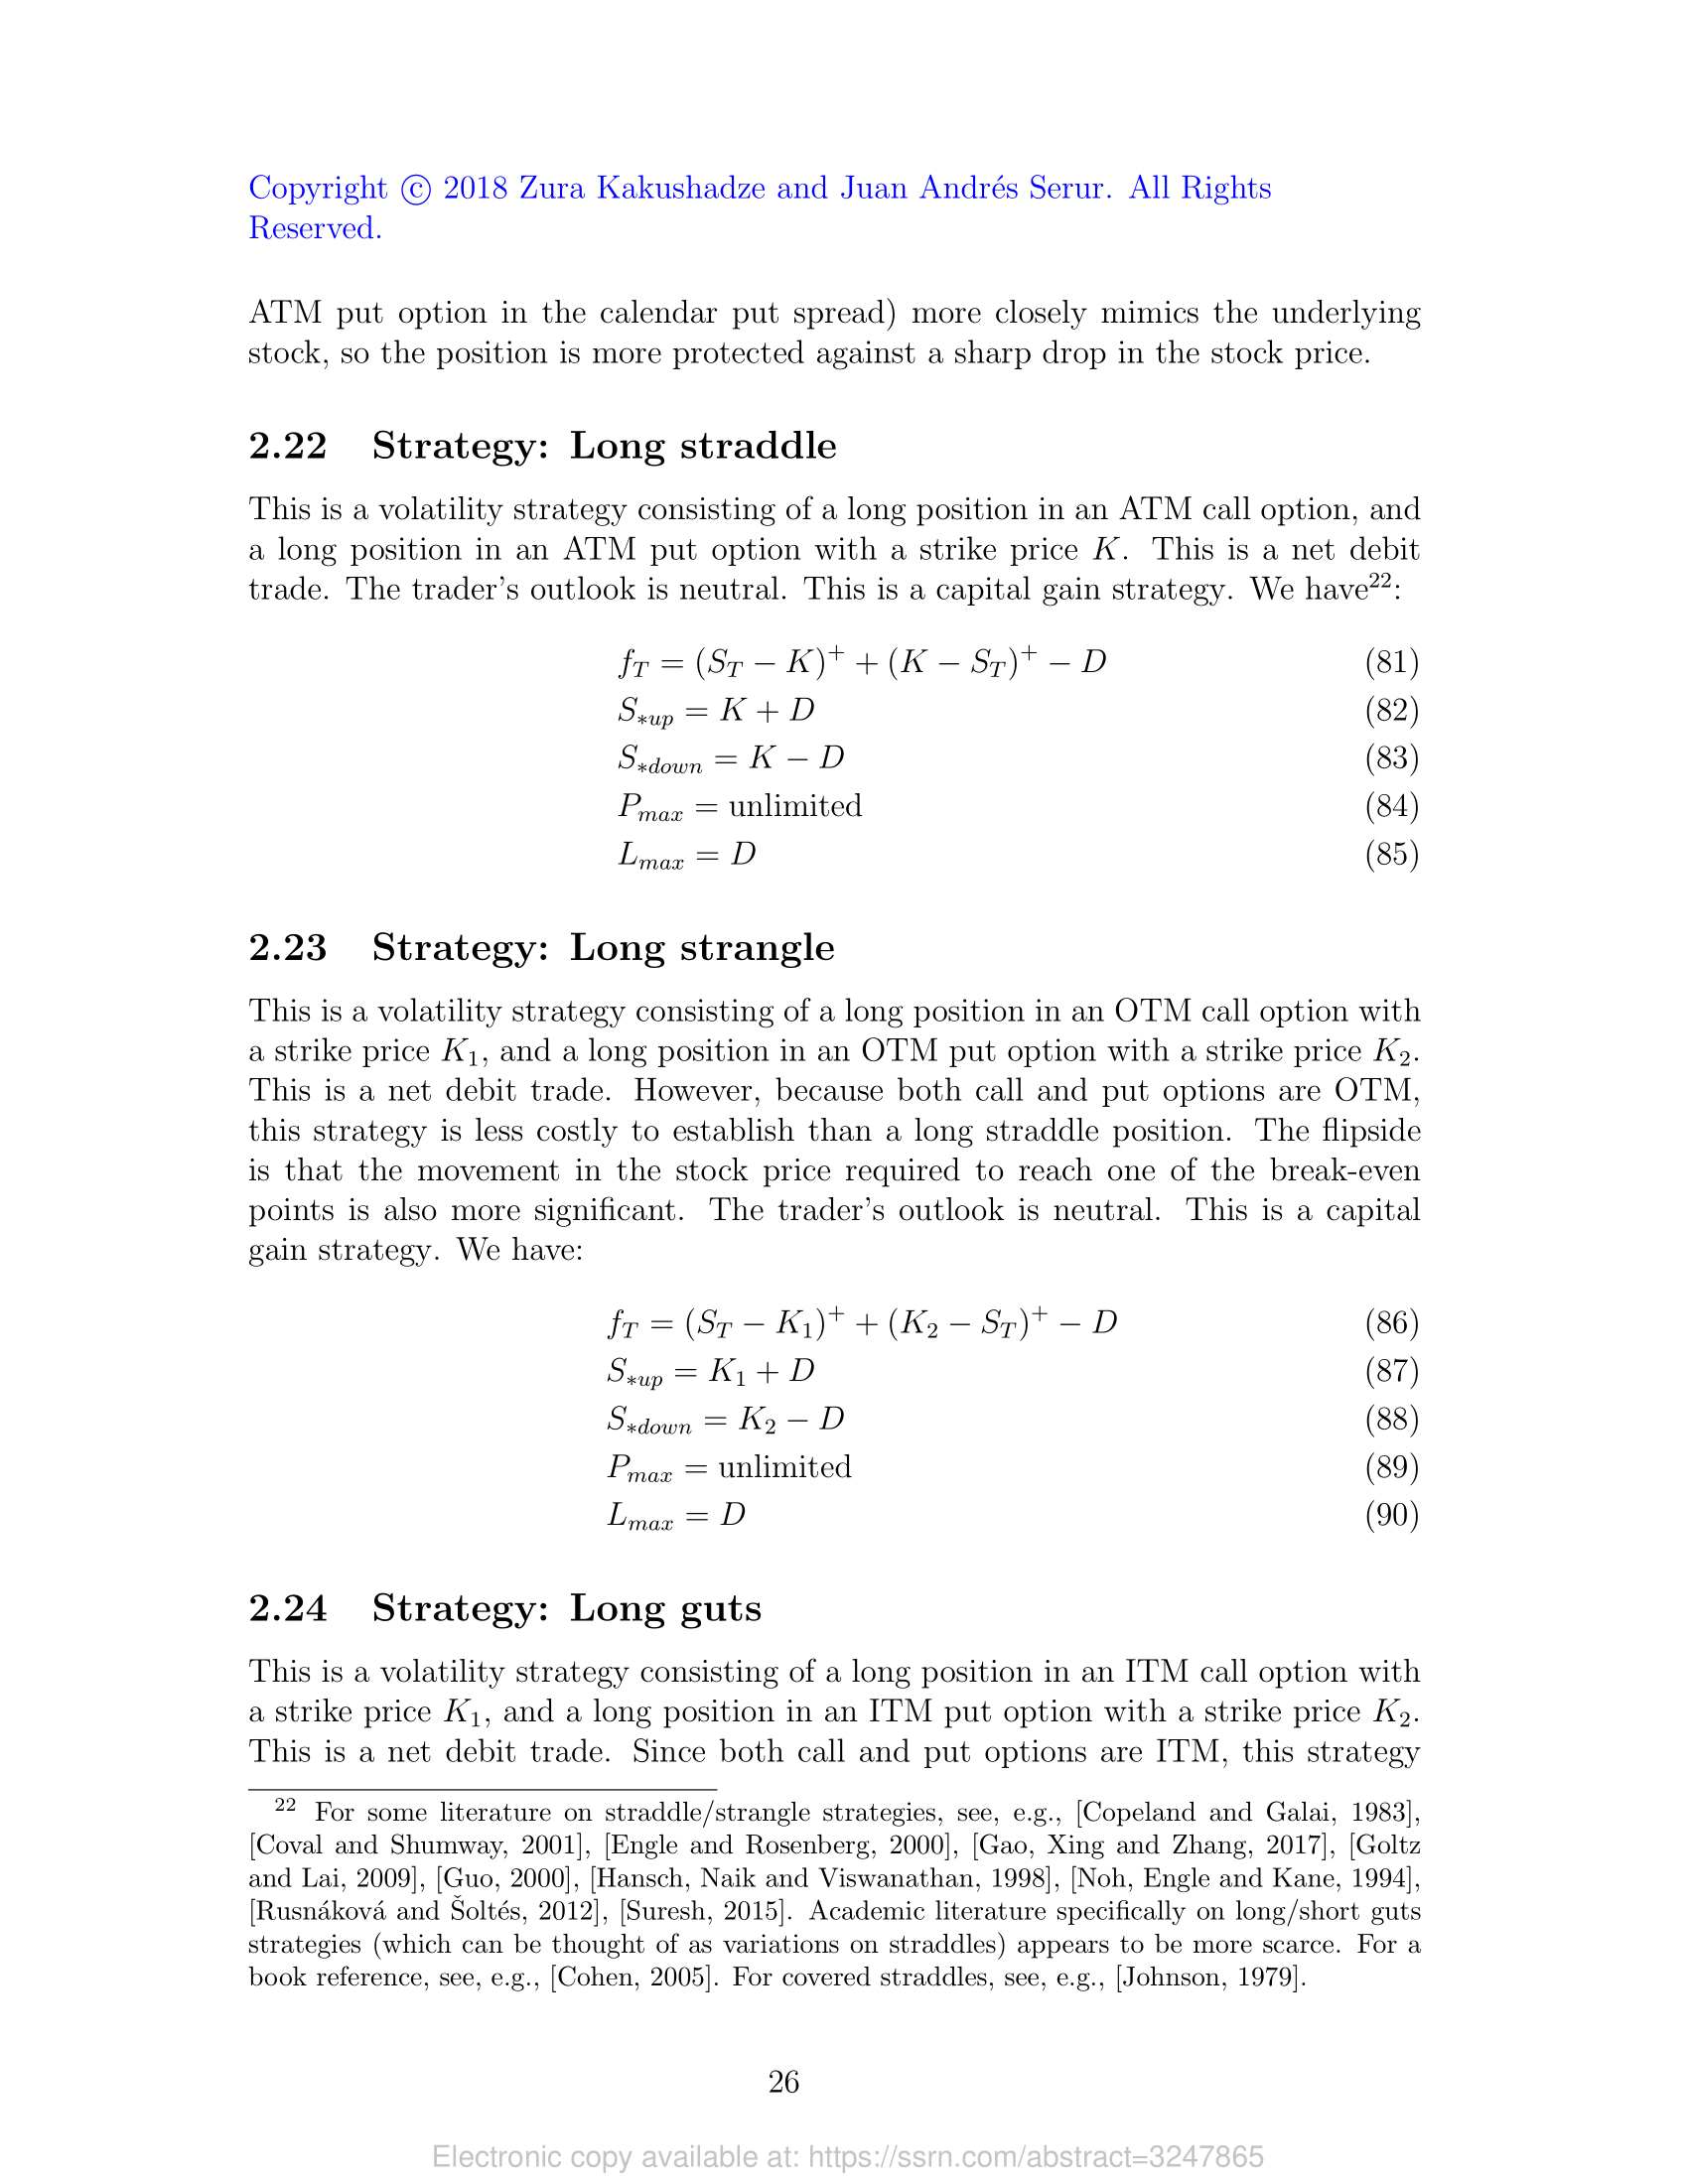 Copyright © 2018 Zura Kakushadze and Juan Andrés Serur. All Rights
Reserved.
ATM put option in the calendar put spread) more closely mimics the underlying
stock, so the position is more protected against a sharp drop in the stock price.
2.22 Strategy: Long straddle
This is a volatility strategy consisting of a long position in an ATM call option, and
a long position in an ATM put option with a strike price K. This is a net debit
trade. The trader's outlook is neutral. This is a capital gain strategy. We have²²:
f_T = (S_T − K)⁺ + (K − S_T)⁺ − D (81)
S_{*up} = K + D (82)
S_{*down} = K − D (83)
P_{max} = unlimited (84)
L_{max} = D (85)
2.23 Strategy: Long strangle
This is a volatility strategy consisting of a long position in an OTM call option with
a strike price K₁, and a long position in an OTM put option with a strike price K₂.
This is a net debit trade. However, because both call and put options are OTM,
this strategy is less costly to establish than a long straddle position. The flipside
is that the movement in the stock price required to reach one of the break-even
points is also more significant. The trader's outlook is neutral. This is a capital
gain strategy. We have:
f_T = (S_T − K₁)⁺ + (K₂ − S_T)⁺ − D (86)
S_{*up} = K₁ + D (87)
S_{*down} = K₂ − D (88)
P_{max} = unlimited (89)
L_{max} = D (90)
2.24 Strategy: Long guts
This is a volatility strategy consisting of a long position in an ITM call option with
a strike price K₁, and a long position in an ITM put option with a strike price K₂.
This is a net debit trade. Since both call and put options are ITM, this strategy
²² For some literature on straddle/strangle strategies, see, e.g., [Copeland and Galai, 1983],
[Coval and Shumway, 2001], [Engle and Rosenberg, 2000], [Gao, Xing and Zhang, 2017], [Goltz
and Lai, 2009], [Guo, 2000], [Hansch, Naik and Viswanathan, 1998], [Noh, Engle and Kane, 1994],
[Rusnáková and Šoltés, 2012], [Suresh, 2015]. Academic literature specifically on long/short guts
strategies (which can be thought of as variations on straddles) appears to be more scarce. For a
book reference, see, e.g., [Cohen, 2005]. For covered straddles, see, e.g., [Johnson, 1979].
26
Electronic copy available at: https://ssrn.com/abstract=3247865